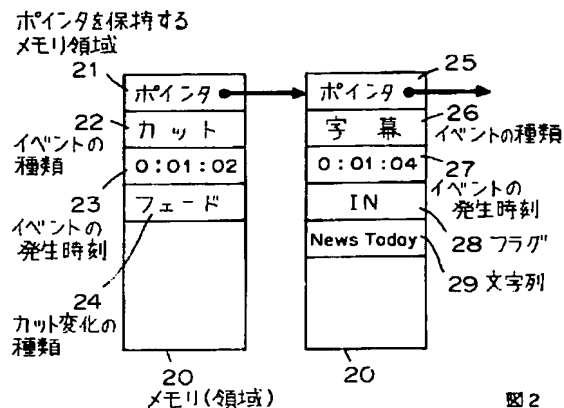 ポインタを保持する
メモリ領域
21
25
ポインタ
ポインタ
22
カット
字幕
26
イベントの種類
イベントの
種類
0:01:02
0:01:04
27
23
イベントの
発生時刻
フェード
IN
イベントの
発生時刻
28 フラグ
News Today
29 文字列
24
カット変化の
種類
20
20
メモリ(領域)
図2